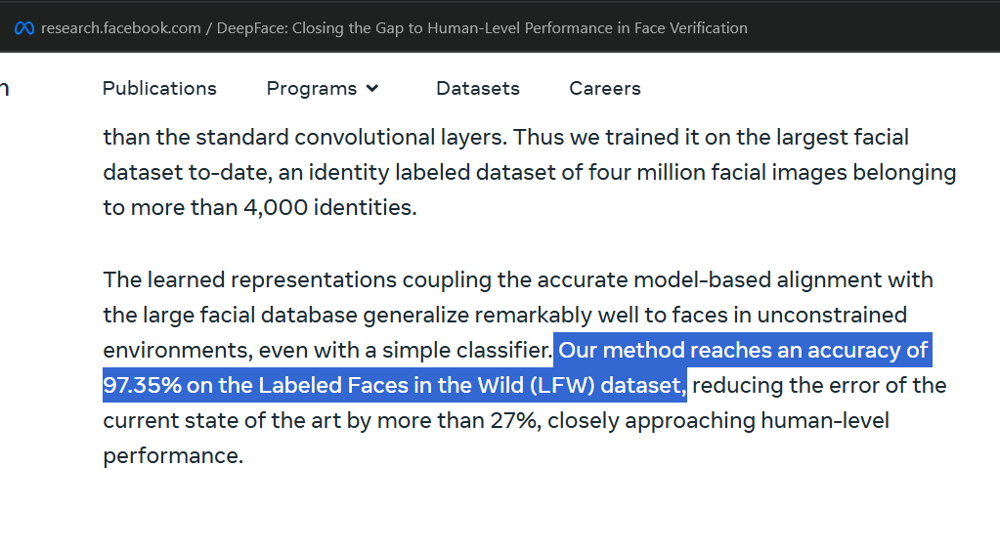 research.facebook.com / DeepFace: Closing the Gap to Human-Level Performance in Face Verification
n Publications Programs Datasets Careers
than the standard convolutional layers. Thus we trained it on the largest facial
dataset to-date, an identity labeled dataset of four million facial images belonging
to more than 4,000 identities.
The learned representations coupling the accurate model-based alignment with
the large facial database generalize remarkably well to faces in unconstrained
environments, even with a simple classifier. Our method reaches an accuracy of
97.35% on the Labeled Faces in the Wild (LFW) dataset, reducing the error of the
current state of the art by more than 27%, closely approaching human-level
performance.